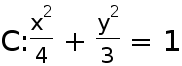 C: x²/4 + y²/3 = 1